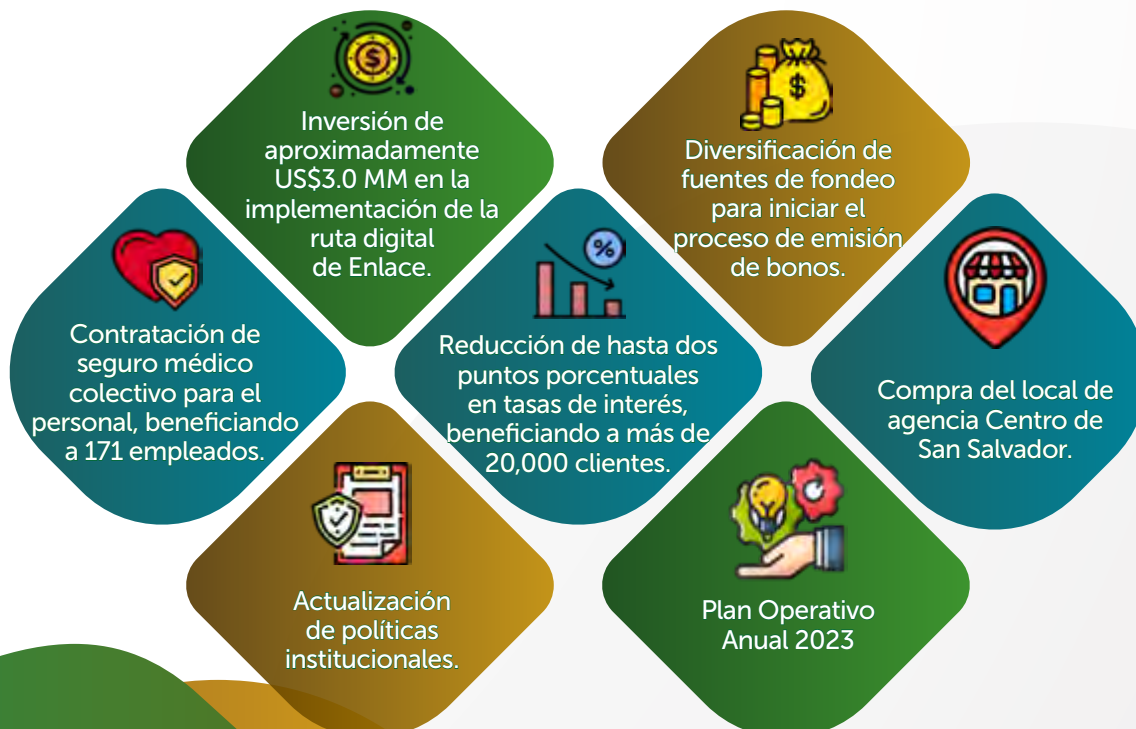 Inversión de
aproximadamente
US$3.0 MM en la
implementación de la
ruta digital
de Enlace.
Diversificación de
fuentes de fondeo
para iniciar el
proceso de emisión
de bonos.
Contratación de
seguro médico
colectivo para el
personal, beneficiando
a 171 empleados.
Reducción de hasta dos
puntos porcentuales
en tasas de interés,
beneficiando a más de
20,000 clientes.
Compra del local de
agencia Centro de
San Salvador.
Actualización
de políticas
institucionales.
Plan Operativo
Anual 2023